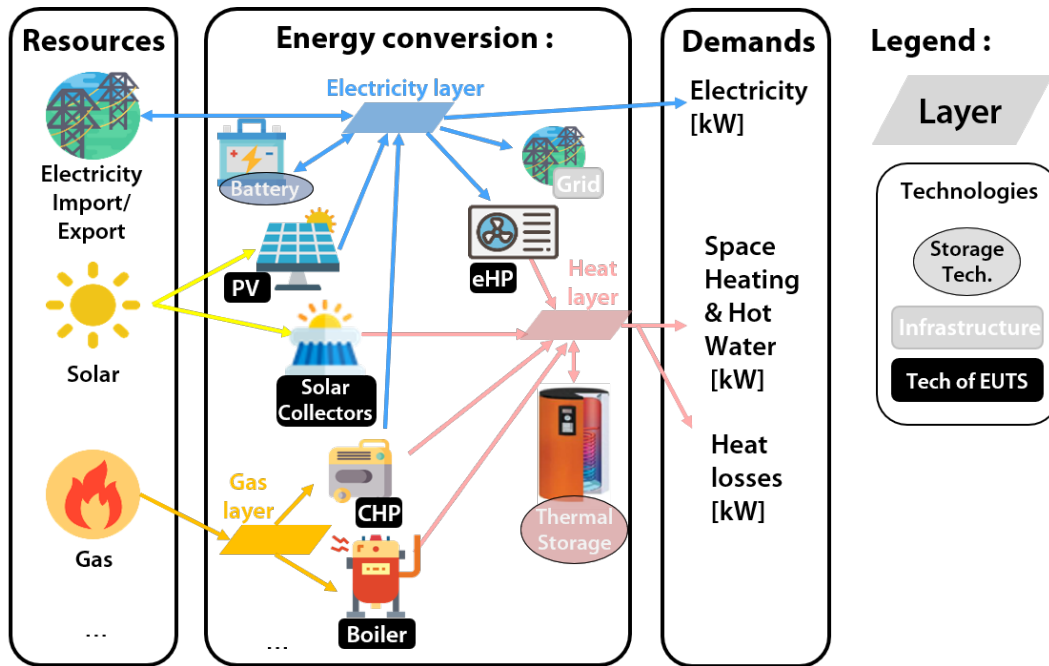 Resources
Electricity
Import/
Export
Solar
Gas
...
Energy conversion :
Electricity layer
Battery
Grid
PV
eHP
Heat
layer
Solar
Collectors
Gas
layer
CHP
Thermal
Storage
Boiler
...
Demands
Electricity
[kW]
Space
Heating
& Hot
Water
[kW]
Heat
losses
[kW]
Legend :
Layer
Technologies
Storage
Tech.
Infrastructure
Tech of EUTS